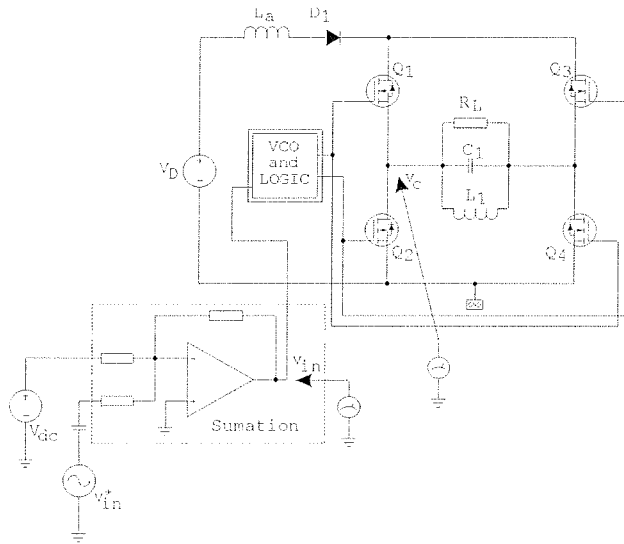 La D1
Q1 Q3
RL
C1
L1
VCO
and
LOGIC
VD
Vc
Q2 Q4
Vin
Vdc
Sumation
V*in